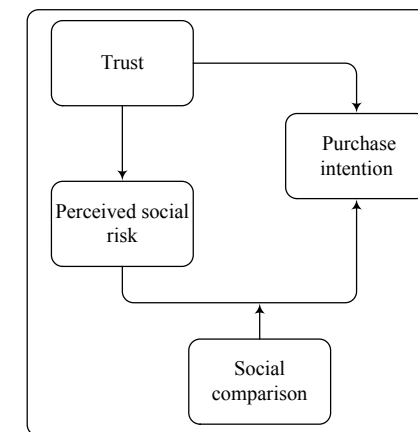 Trust
Purchase
intention
Perceived social
risk
Social
comparison